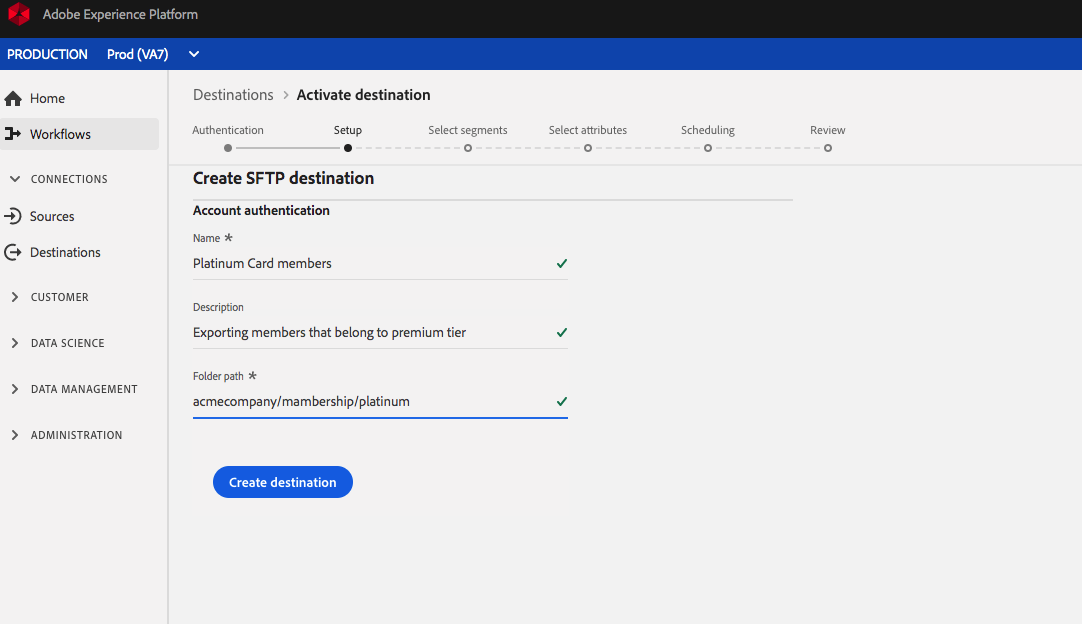 Adobe Experience Platform
PRODUCTION Prod (VA7)
Home
Workflows
CONNECTIONS
Sources
Destinations
CUSTOMER
DATA SCIENCE
DATA MANAGEMENT
ADMINISTRATION
Destinations > Activate destination
Authentication Setup Select segments Select attributes Scheduling Review
Create SFTP destination
Account authentication
Name *
Platinum Card members
Description
Exporting members that belong to premium tier
Folder path *
acmecompany/mambership/platinum
Create destination